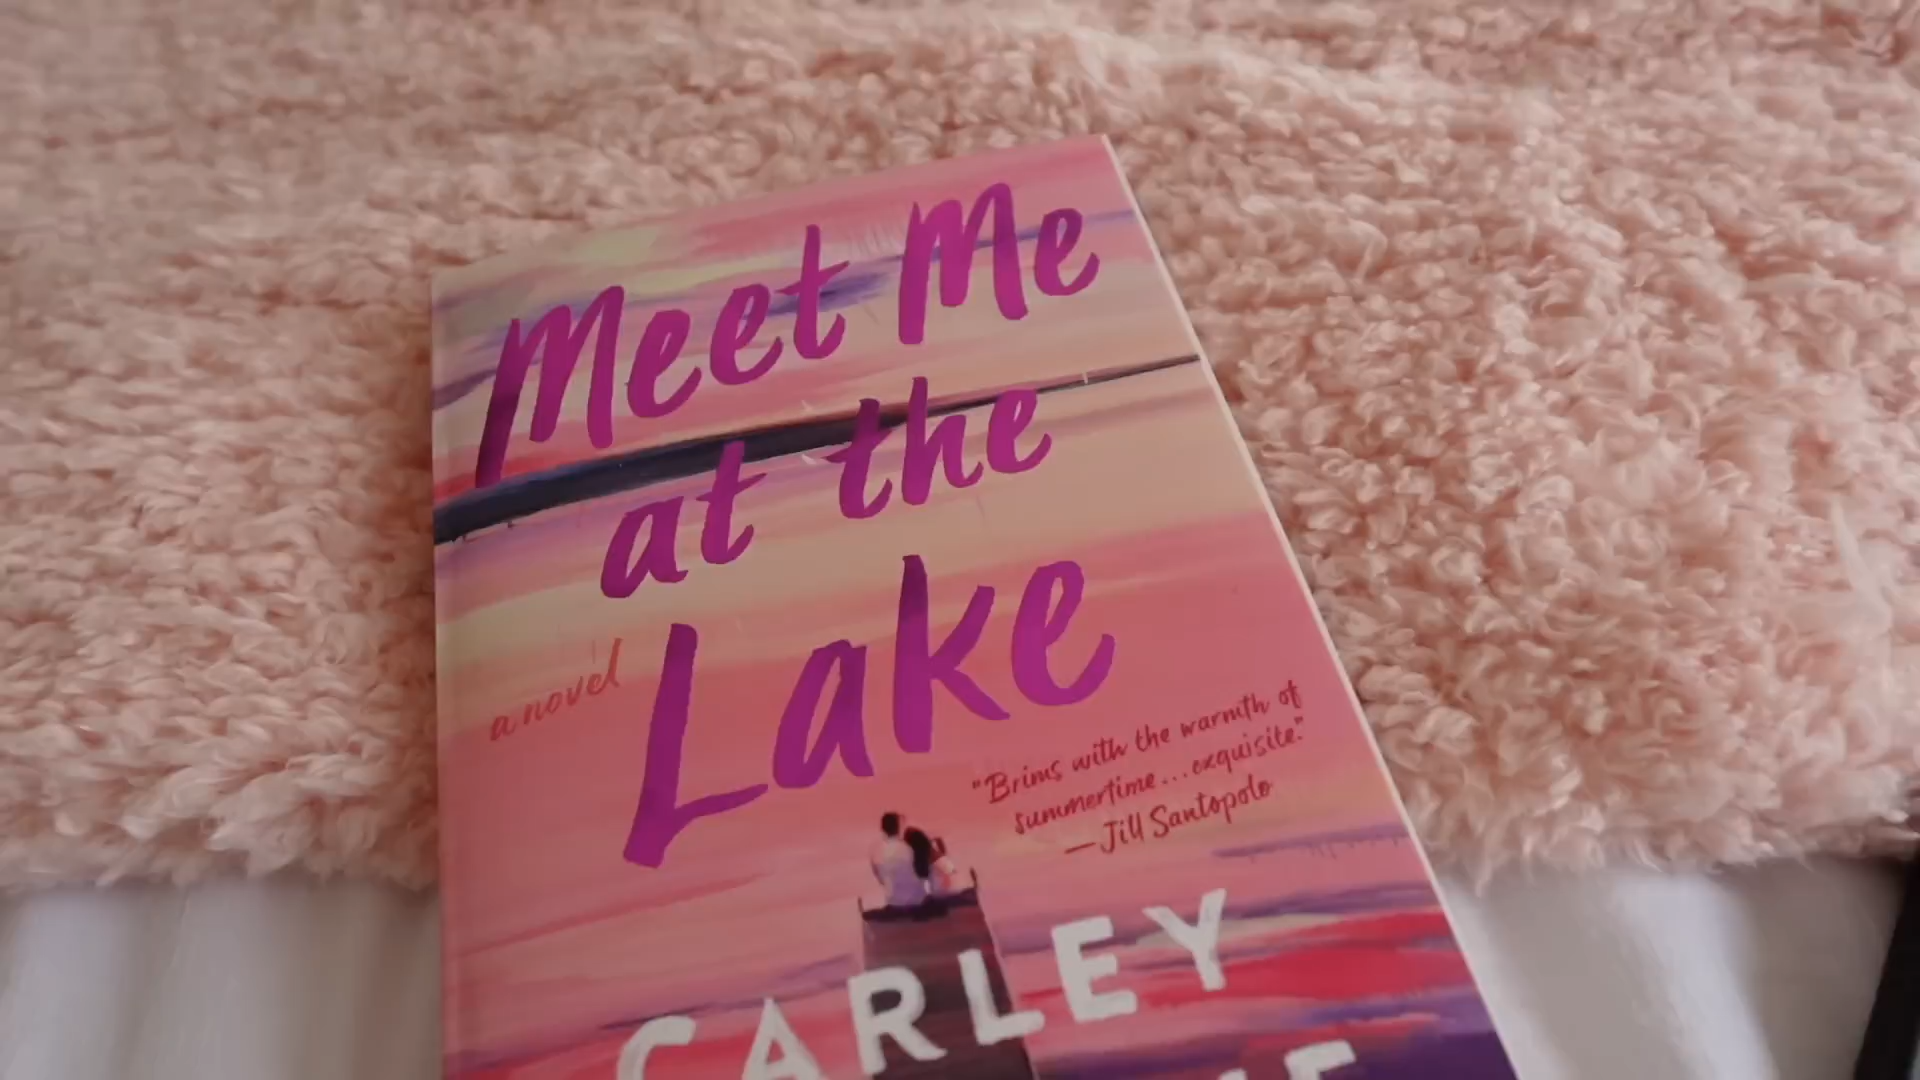 Meet Me
at the
Lake
a novel
"Brims with the warmth of
summertime...exquisite."
—Jill Santopolo
CARLEY